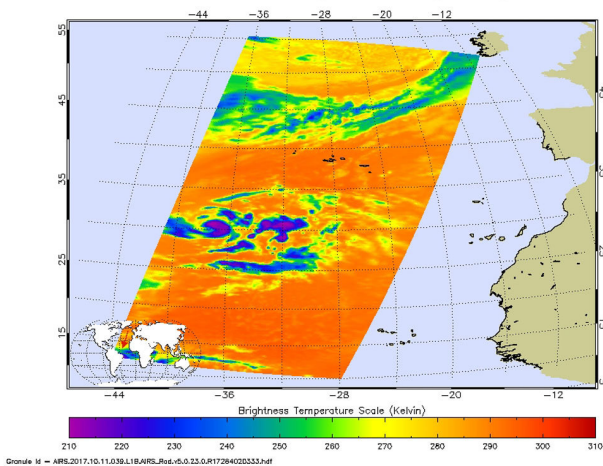 −44 −36 −28 −20 −12
55
45
35
25
15
−44 −36 −28 −20 −12
Brightness Temperature Scale (Kelvin)
210 220 230 240 250 260 270 280 290 300 310
Granule Id — AIRS.2017.10.11.039.L1B.AIRS_Rad.v5.0.23.0.R17284020333.hdf